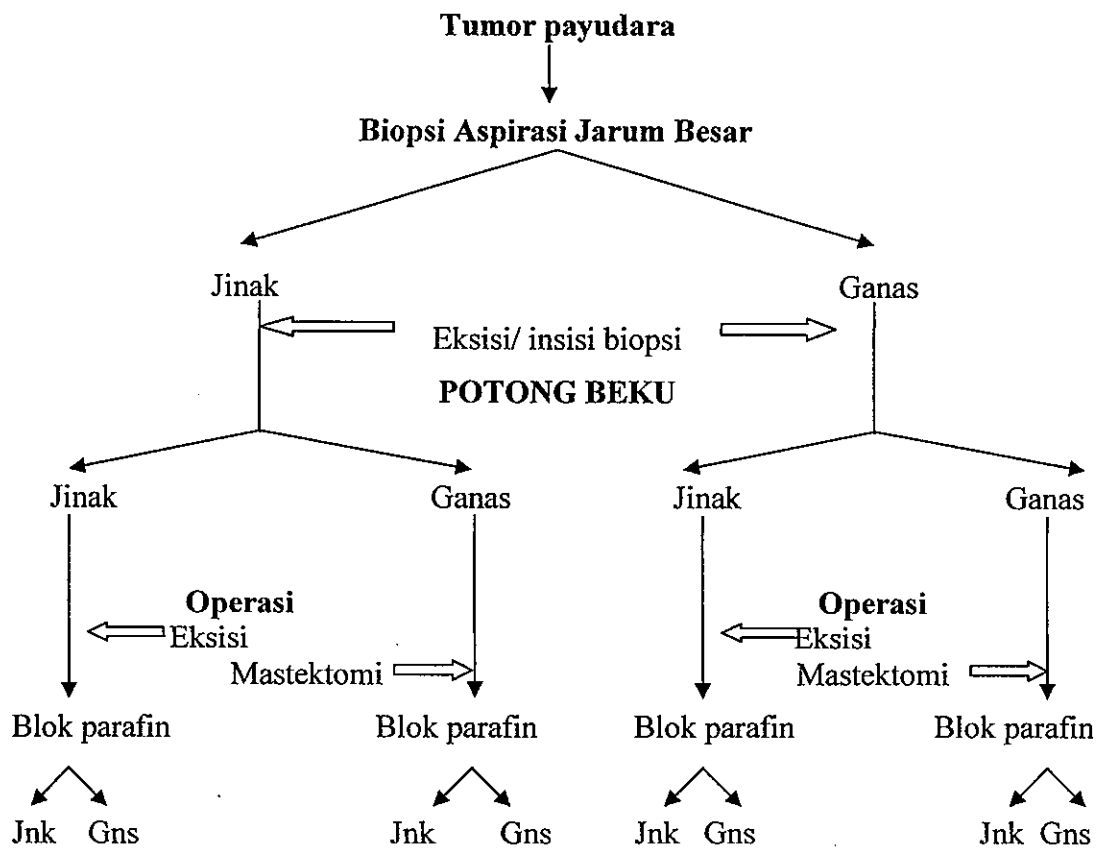 Tumor payudara
Biopsi Aspirasi Jarum Besar
Jinak
Ganas
Eksisi/ insisi biopsi
POTONG BEKU
Jinak
Ganas
Jinak
Ganas
Operasi
Eksisi
Mastektomi
Operasi
Eksisi
Mastektomi
Blok parafin
Blok parafin
Blok parafin
Blok parafin
Jnk Gns
Jnk Gns
Jnk Gns
Jnk Gns